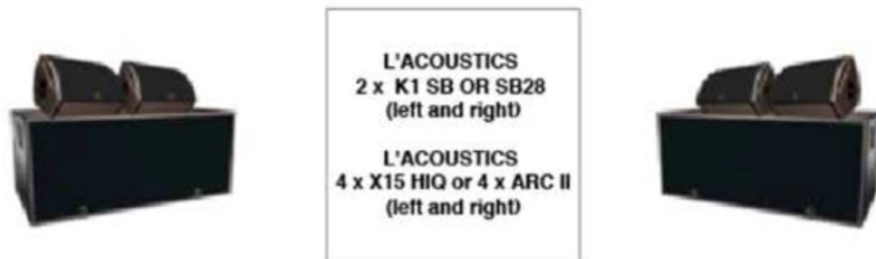 L'ACOUSTICS
2 x K1 SB OR SB28
(left and right)
L'ACOUSTICS
4 x X15 HIQ or 4 x ARC II
(left and right)